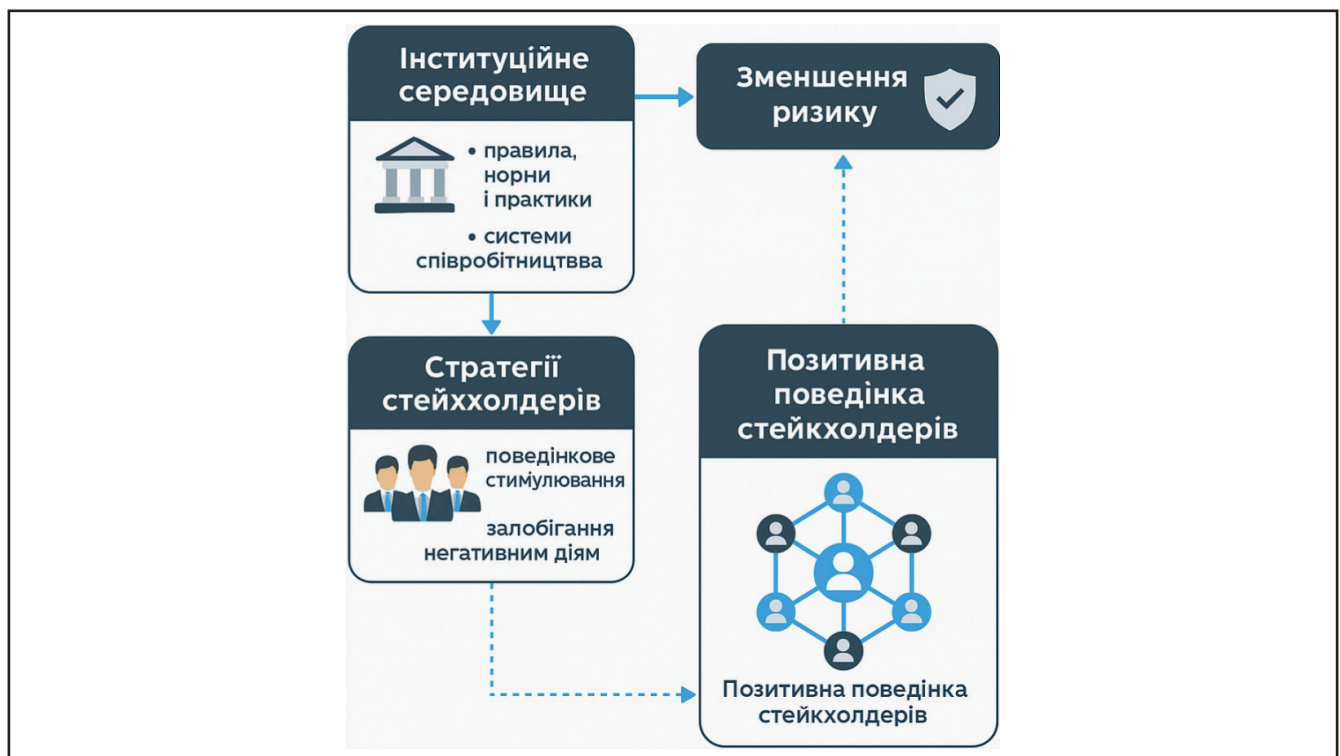 Інституційне
середовище
• правила,
норни
і практики
• системи
співробітництвва
Зменшення
ризику
Стратегії
стейххолдерів
поведінкове
стимулювання
залобігання
негативним діям
Позитивна
поведінка
стейкхолдерів
Позитивна поведінка
стейкхолдерів